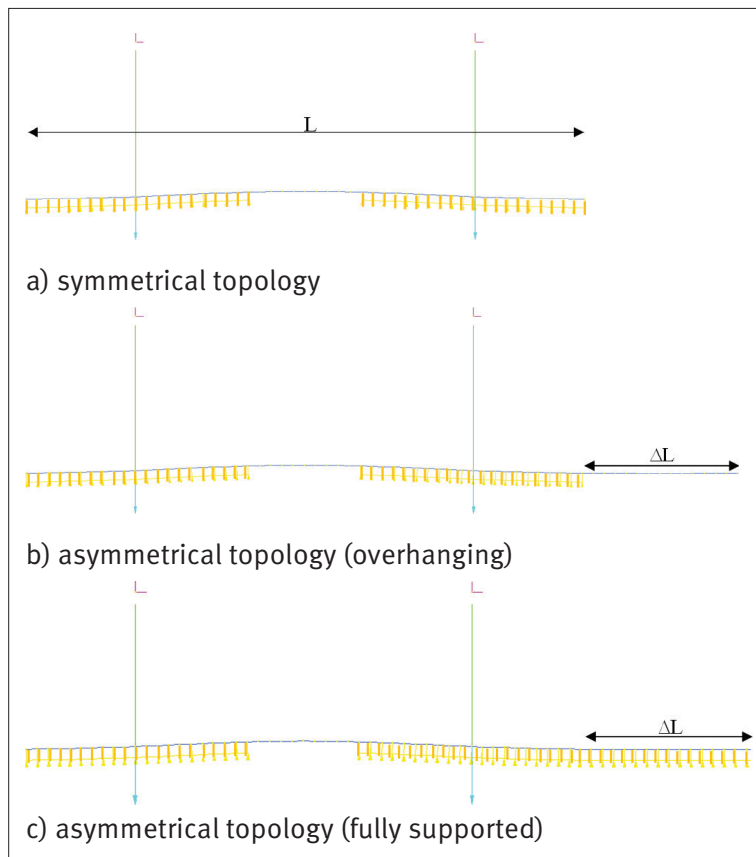 L
a) symmetrical topology
ΔL
b) asymmetrical topology (overhanging)
ΔL
c) asymmetrical topology (fully supported)